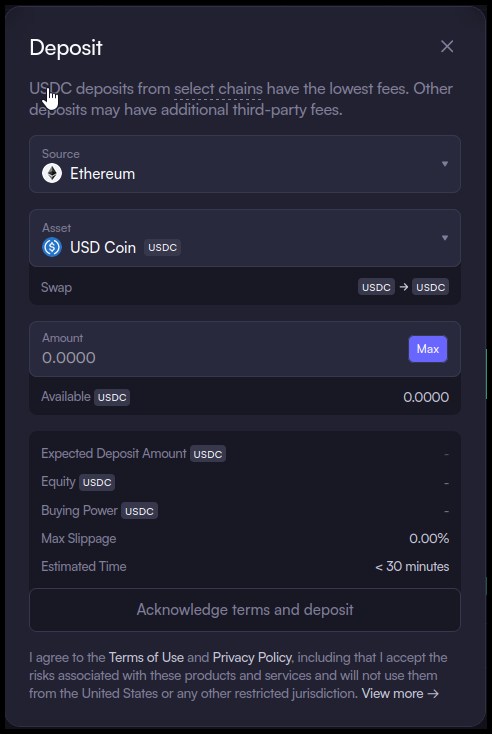 Deposit
USDC deposits from select chains have the lowest fees. Other
deposits may have additional third-party fees.
Source
Ethereum
Asset
USD Coin USDC
Swap USDC → USDC
Amount
0.0000 Max
Available USDC 0.0000
Expected Deposit Amount USDC -
Equity USDC -
Buying Power USDC -
Max Slippage 0.00%
Estimated Time < 30 minutes
Acknowledge terms and deposit
I agree to the Terms of Use and Privacy Policy, including that I accept the
risks associated with these products and services and will not use them
from the United States or any other restricted jurisdiction. View more →